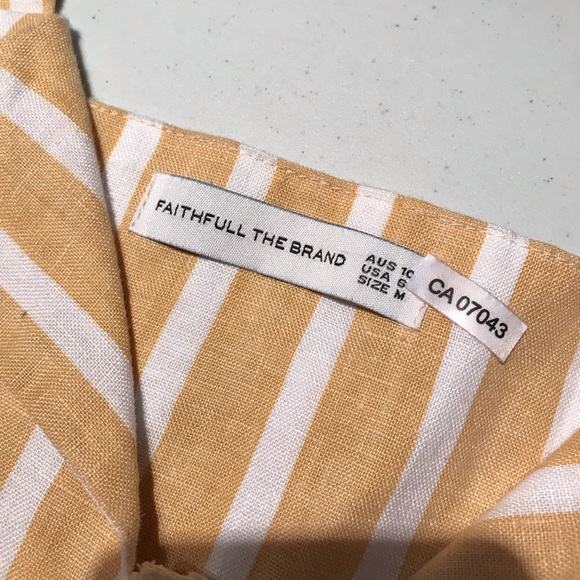 FAITHFULL THE BRAND
AUS 10
USA 6
SIZE M
CA 07043